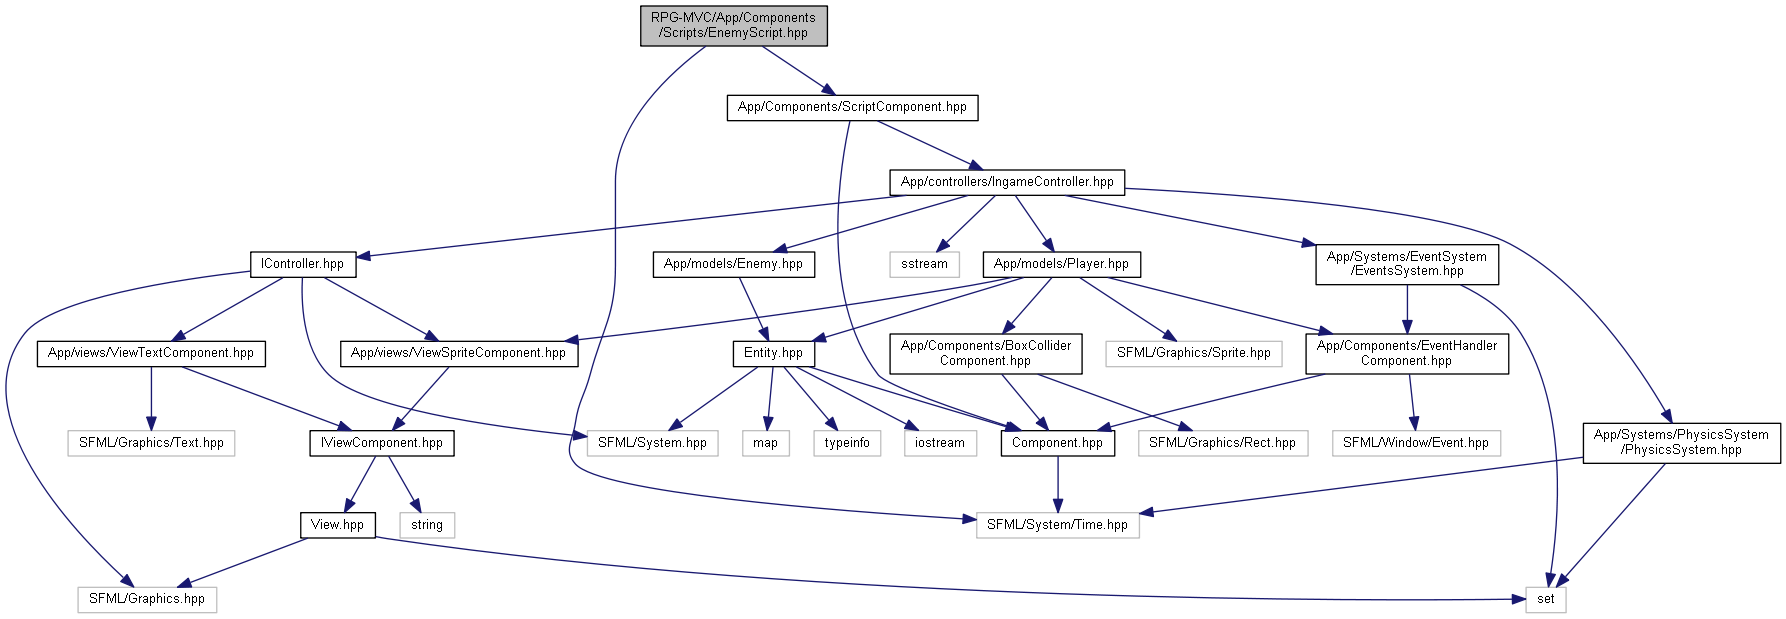 RPG-MVC/App/Components
/Scripts/EnemyScript.hpp
App/Components/ScriptComponent.hpp
App/controllers/IngameController.hpp
IController.hpp
App/models/Enemy.hpp
sstream
App/models/Player.hpp
App/Systems/EventSystem
/EventsSystem.hpp
App/views/ViewTextComponent.hpp
App/views/ViewSpriteComponent.hpp
Entity.hpp
App/Components/BoxCollider
Component.hpp
SFML/Graphics/Sprite.hpp
App/Components/EventHandler
Component.hpp
SFML/Graphics/Text.hpp
IViewComponent.hpp
SFML/System.hpp
map
typeinfo
iostream
Component.hpp
SFML/Graphics/Rect.hpp
SFML/Window/Event.hpp
App/Systems/PhysicsSystem
/PhysicsSystem.hpp
View.hpp
string
SFML/System/Time.hpp
SFML/Graphics.hpp
set